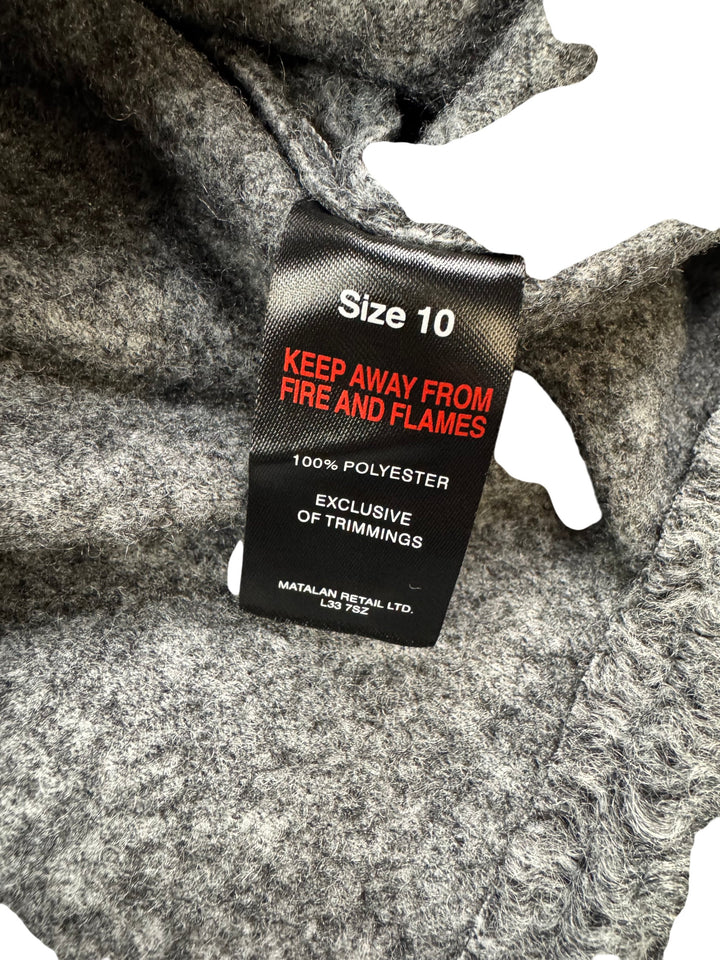 Size 10
KEEP AWAY FROM
FIRE AND FLAMES
100% POLYESTER
EXCLUSIVE
OF TRIMMINGS
MATALAN RETAIL LTD.
L33 7SZ